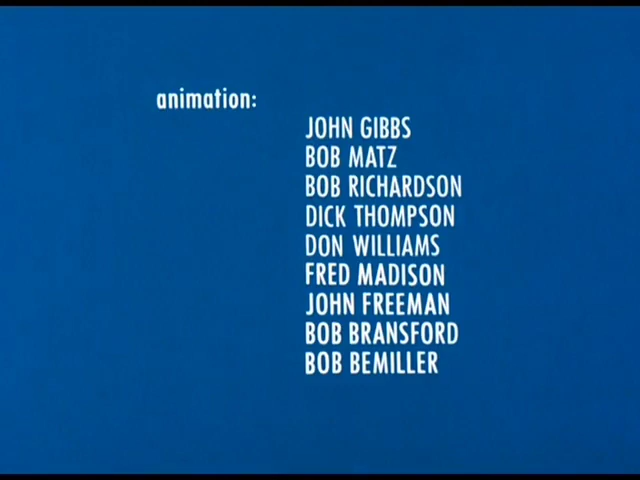 animation:
JOHN GIBBS
BOB MATZ
BOB RICHARDSON
DICK THOMPSON
DON WILLIAMS
FRED MADISON
JOHN FREEMAN
BOB BRANSFORD
BOB BEMILLER